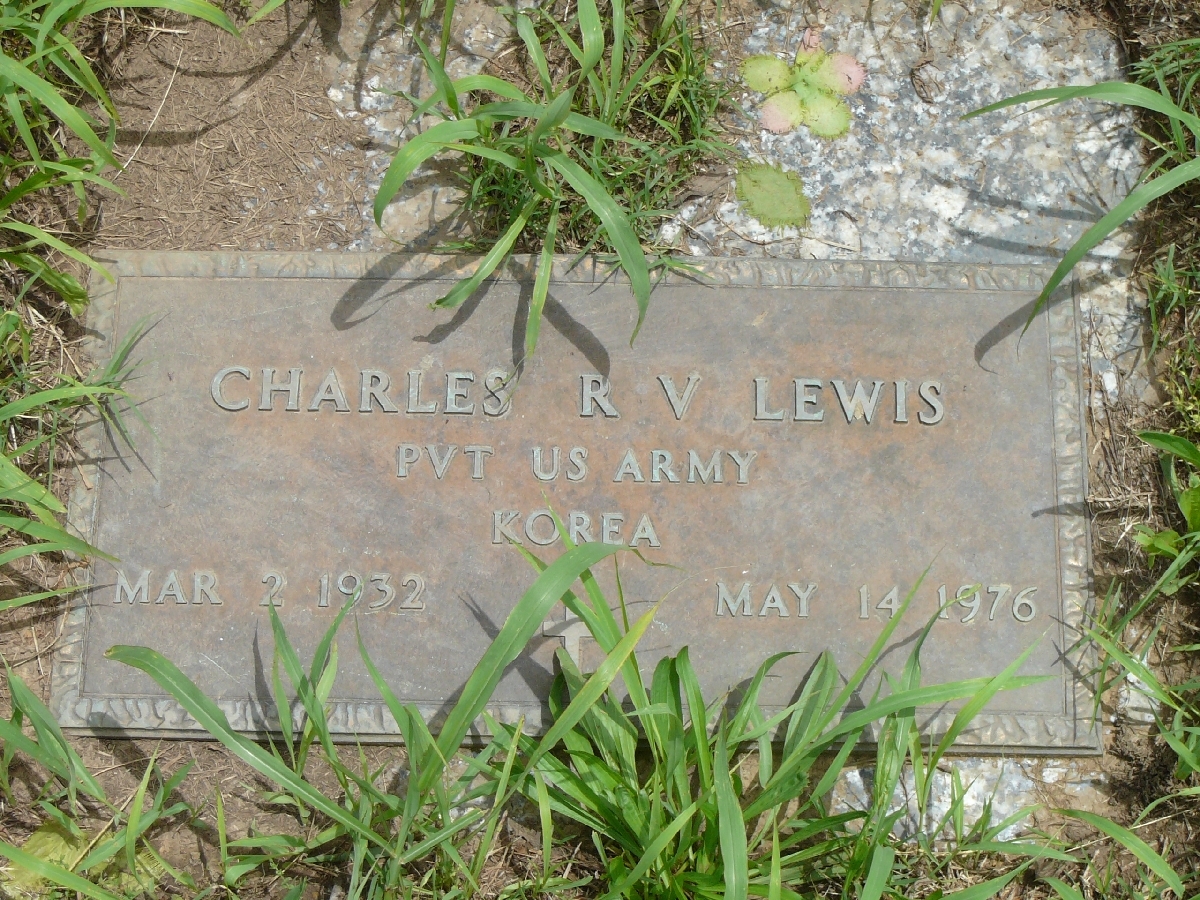 CHARLES R V LEWIS
PVT US ARMY
KOREA
MAR 2 1932 MAY 14 1976